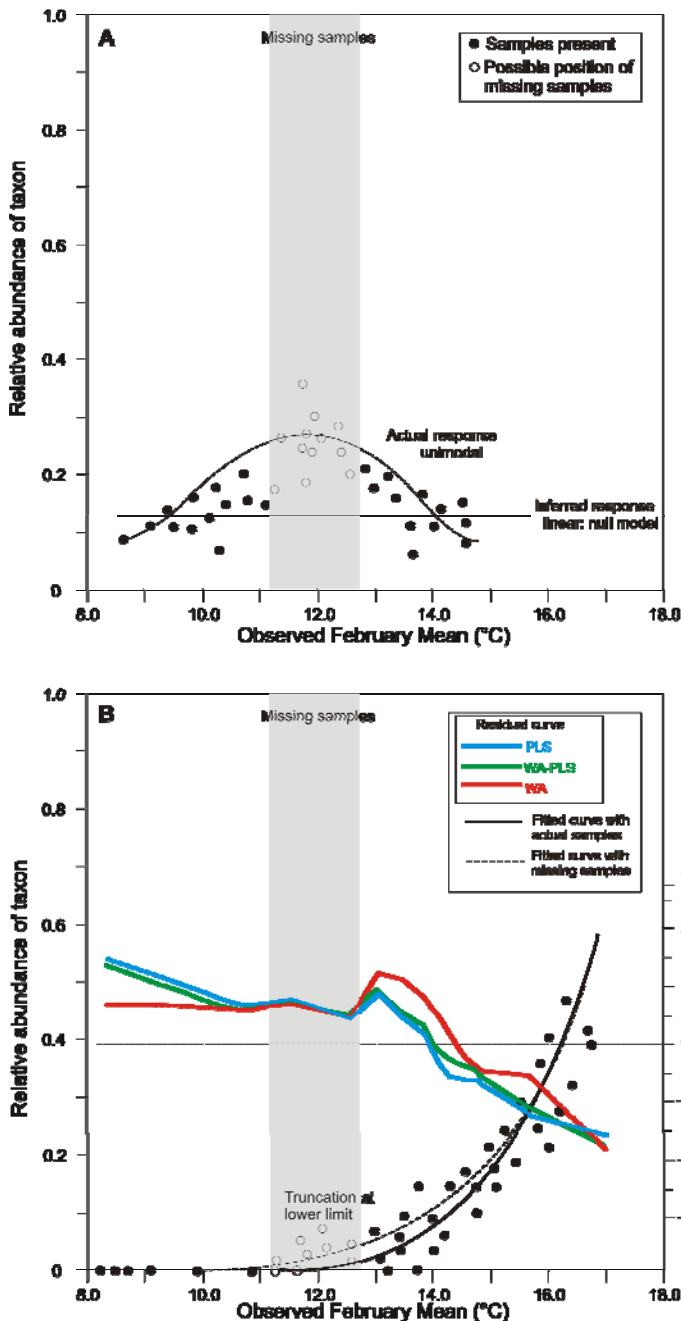 A
Missing samples
Samples present
Possible position of
missing samples
1.0
0.8
0.6
0.4
0.2
0
Relative abundance of taxon
Actual response
unimodal
Inferred response
linear: null model
8.0 10.0 12.0 14.0 16.0 18.0
Observed February Mean (°C)
B
Missing samples
Residual curve
PLS
WA-PLS
WA
Fitted curve with
actual samples
Fitted curve with
missing samples
1.0
0.8
0.6
0.4
0.2
0
Relative abundance of taxon
Truncation at
lower limit
8.0 10.0 12.0 14.0 16.0 18.0
Observed February Mean (°C)